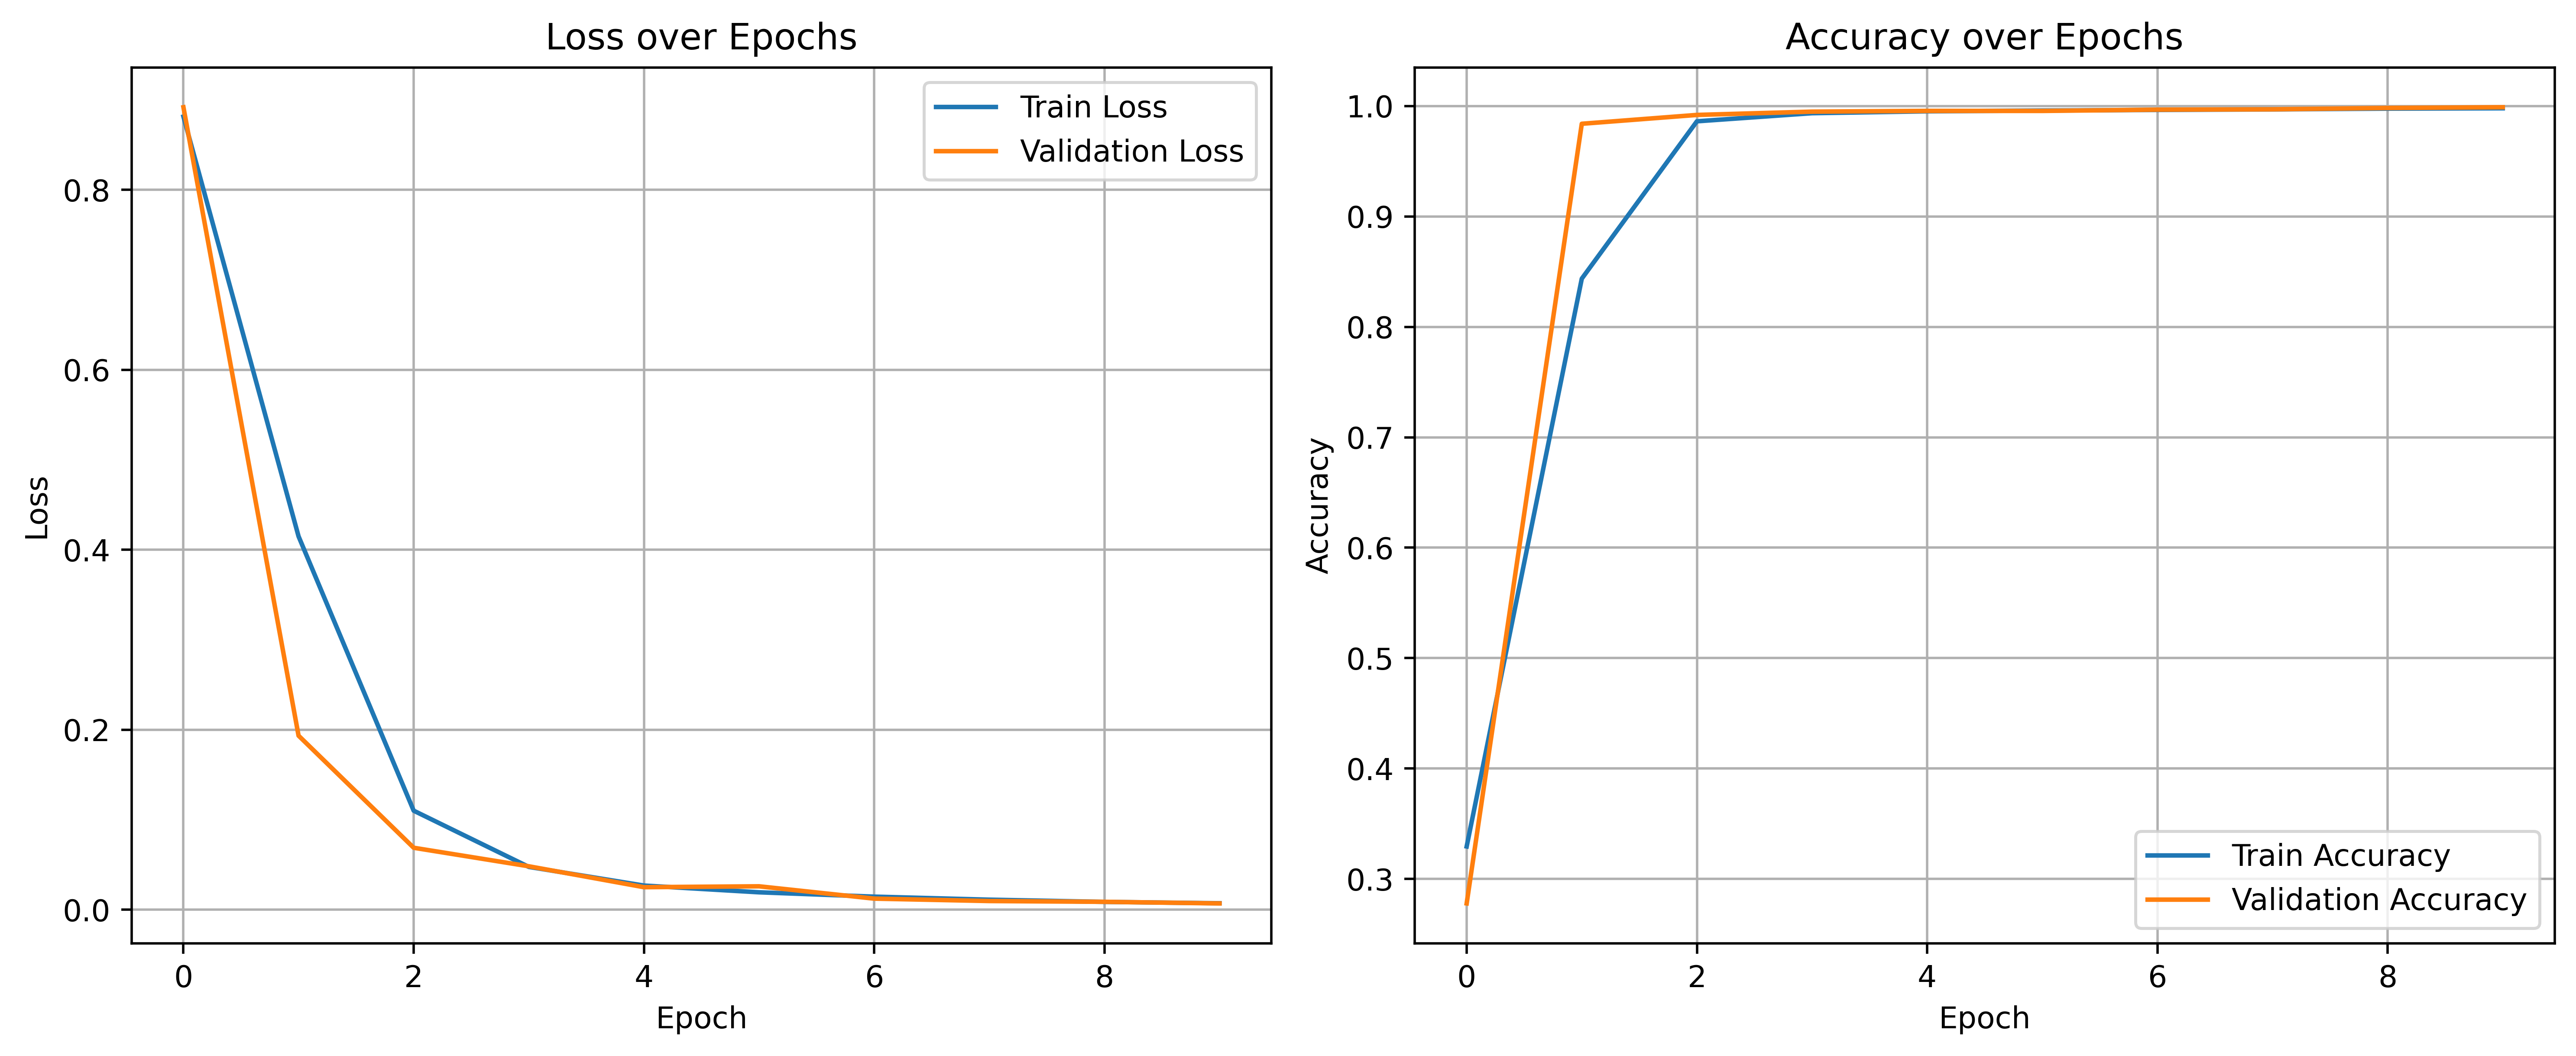 Loss over Epochs
Train Loss
Validation Loss
0.8
0.6
0.4
0.2
0.0
Loss
0 2 4 6 8
Epoch
Accuracy over Epochs
1.0
0.9
0.8
0.7
0.6
0.5
0.4
0.3
Accuracy
Train Accuracy
Validation Accuracy
0 2 4 6 8
Epoch